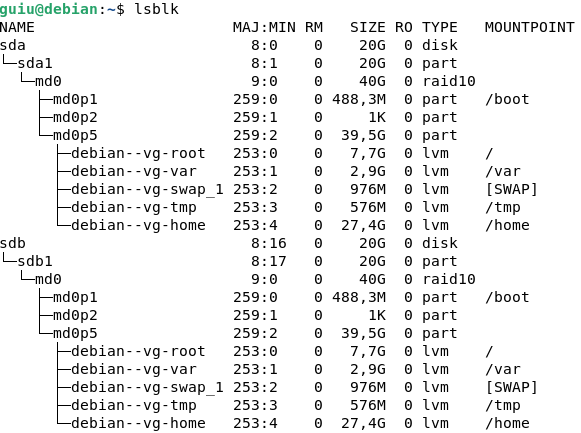 guiu@debian:~$ lsblk
NAME                      MAJ:MIN RM   SIZE RO TYPE   MOUNTPOINT
sda                         8:0    0    20G  0 disk
└─sda1                      8:1    0    20G  0 part
  └─md0                     9:0    0    40G  0 raid10
    ├─md0p1               259:0    0 488,3M  0 part   /boot
    ├─md0p2               259:1    0     1K  0 part
    └─md0p5               259:2    0  39,5G  0 part
      ├─debian--vg-root   253:0    0   7,7G  0 lvm    /
      ├─debian--vg-var    253:1    0   2,9G  0 lvm    /var
      ├─debian--vg-swap_1 253:2    0   976M  0 lvm    [SWAP]
      ├─debian--vg-tmp    253:3    0   576M  0 lvm    /tmp
      └─debian--vg-home   253:4    0  27,4G  0 lvm    /home
sdb                         8:16   0    20G  0 disk
└─sdb1                      8:17   0    20G  0 part
  └─md0                     9:0    0    40G  0 raid10
    ├─md0p1               259:0    0 488,3M  0 part   /boot
    ├─md0p2               259:1    0     1K  0 part
    └─md0p5               259:2    0  39,5G  0 part
      ├─debian--vg-root   253:0    0   7,7G  0 lvm    /
      ├─debian--vg-var    253:1    0   2,9G  0 lvm    /var
      ├─debian--vg-swap_1 253:2    0   976M  0 lvm    [SWAP]
      ├─debian--vg-tmp    253:3    0   576M  0 lvm    /tmp
      └─debian--vg-home   253:4    0  27,4G  0 lvm    /home